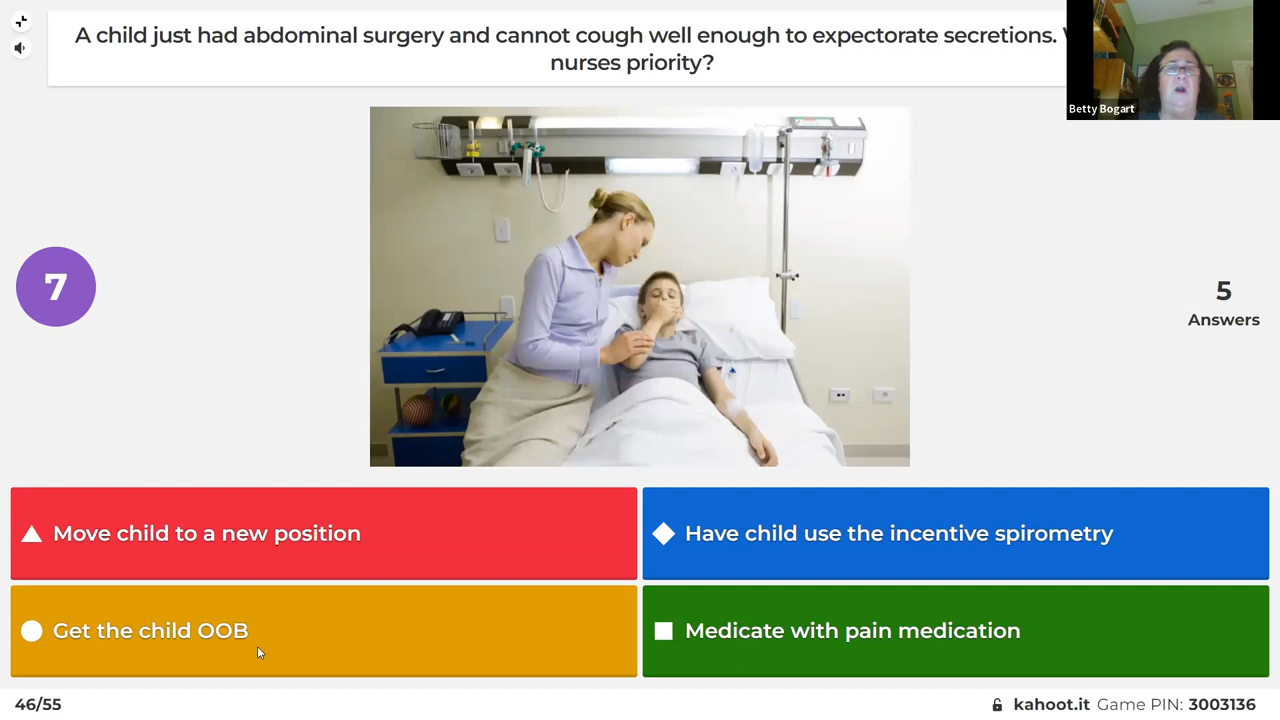 A child just had abdominal surgery and cannot cough well enough to expectorate secretions.
nurses priority?
Betty Bogart
7
5
Answers
Move child to a new position
Have child use the incentive spirometry
Get the child OOB
Medicate with pain medication
46/55
kahoot.it Game PIN: 3003136